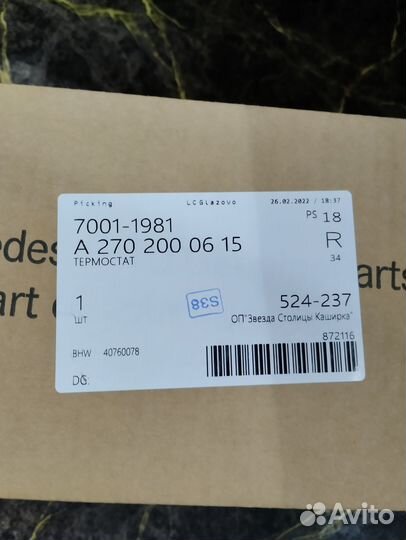 Picking LCGlazovo 26.02.2022 / 18:37
7001-1981 PS 18
A 270 200 06 15 R
ТЕРМОСТАТ 34
1 S38 524-237
шт ОП"Звезда Столицы Каширка"
872116
BHW 40760078
DG:
edes
art
arts
Avito